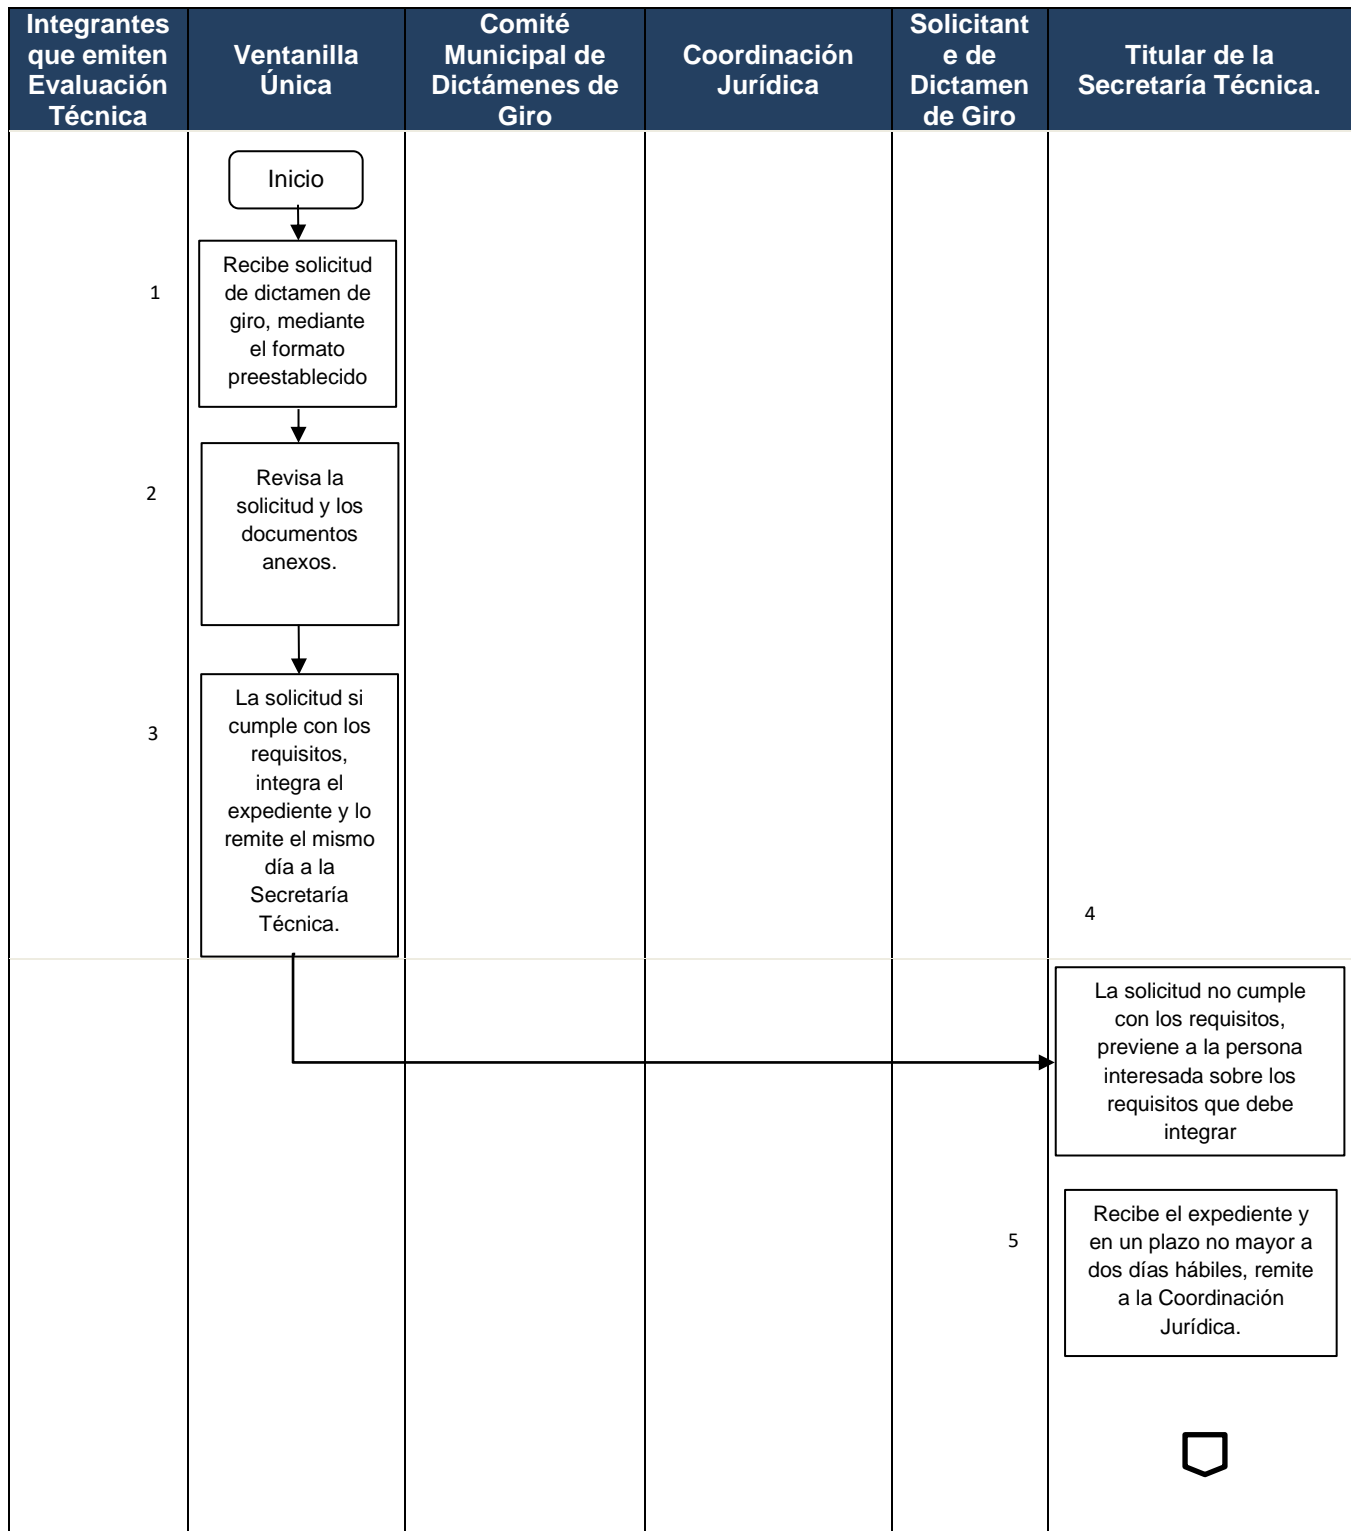 Integrantes
que emiten
Evaluación
Técnica
Ventanilla
Única
Comité
Municipal de
Dictámenes de
Giro
Coordinación
Jurídica
Solicitant
e de
Dictamen
de Giro
Titular de la
Secretaría Técnica.
Inicio
1
Recibe solicitud
de dictamen de
giro, mediante
el formato
preestablecido
2
Revisa la
solicitud y los
documentos
anexos.
3
La solicitud si
cumple con los
requisitos,
integra el
expediente y lo
remite el mismo
día a la
Secretaría
Técnica.
4
La solicitud no cumple
con los requisitos,
previene a la persona
interesada sobre los
requisitos que debe
integrar
5
Recibe el expediente y
en un plazo no mayor a
dos días hábiles, remite
a la Coordinación
Jurídica.